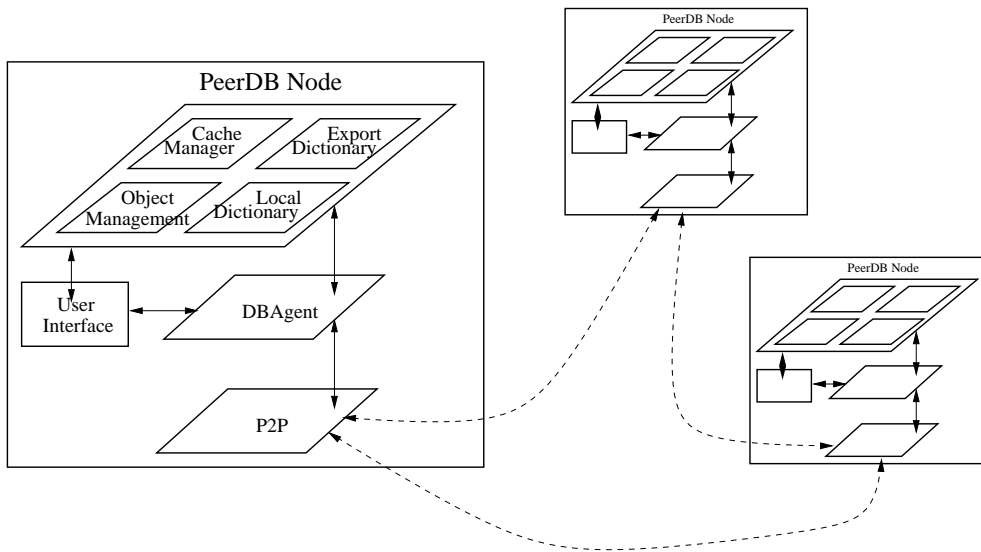 PeerDB Node
Cache
Manager
Export
Dictionary
Object
Management
Local
Dictionary
User
Interface
DBAgent
P2P
PeerDB Node
PeerDB Node